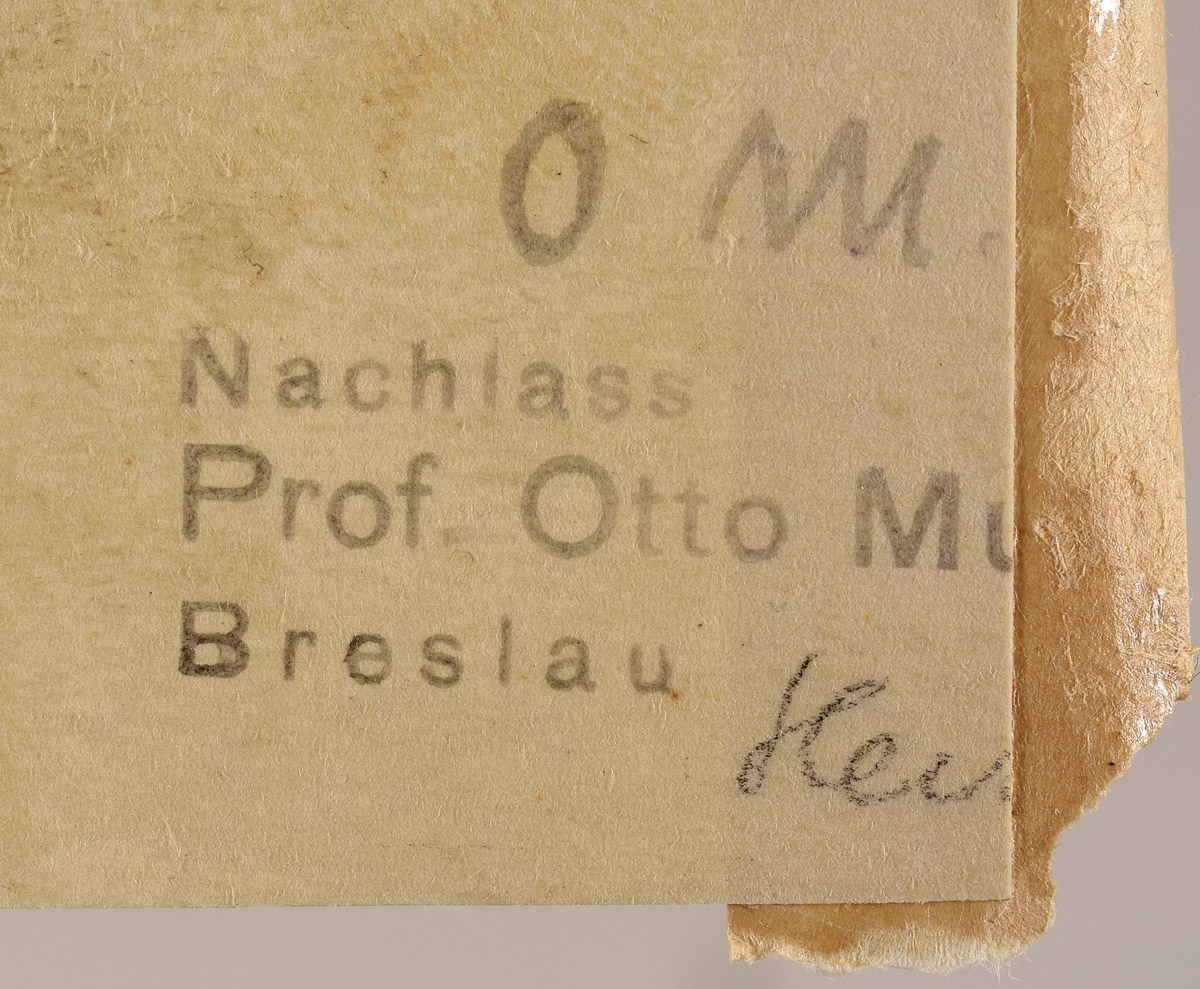 O M.
Nachlass
Prof. Otto Mu
Breslau